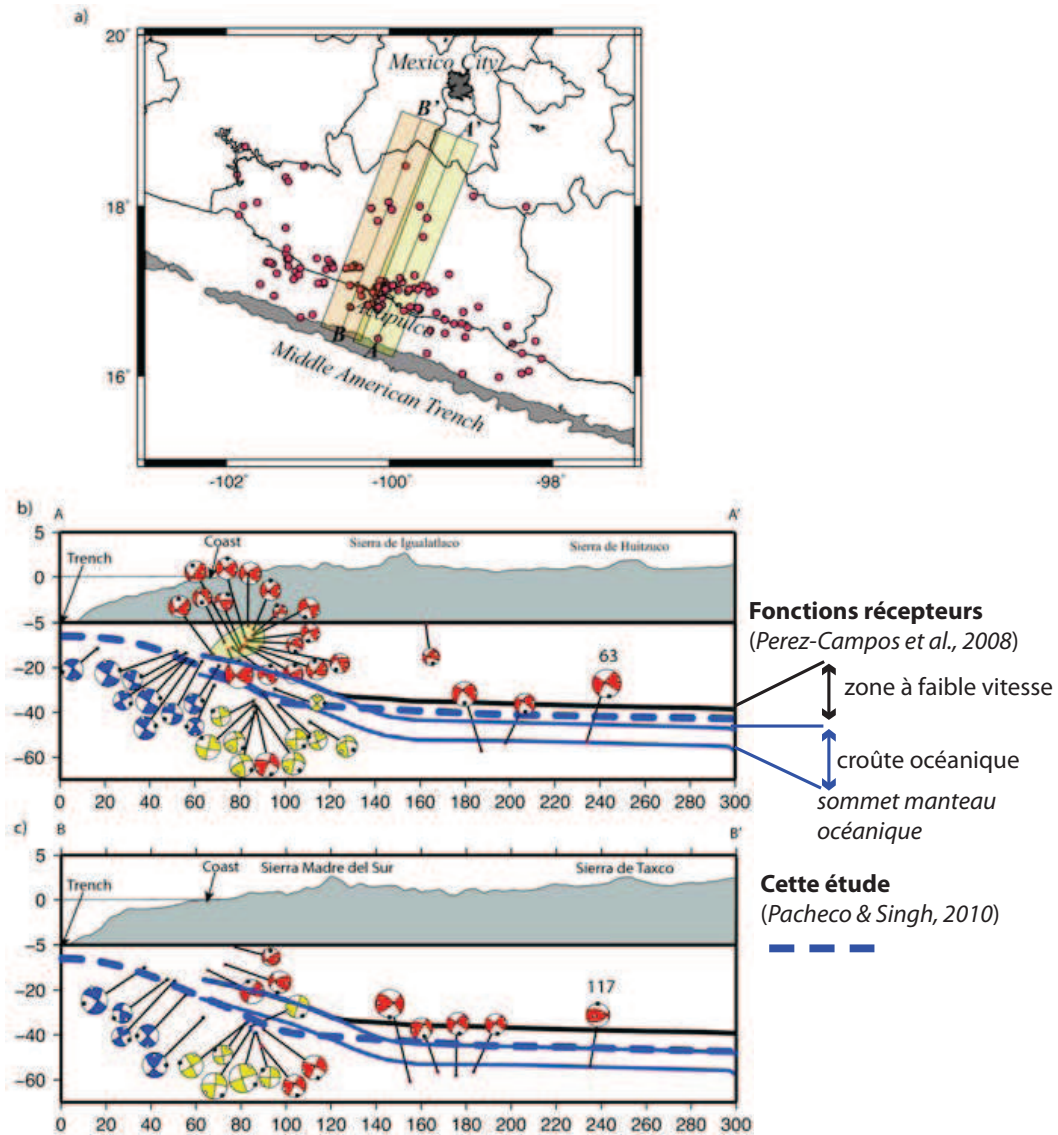 a)
20°
18°
16°
-102°
-100°
-98°
Mexico City
B'
A'
Acapulco
B
A
Middle American Trench
b)
A
A'
5
0
-5
-20
-40
-60
Trench
Coast
Sierra de Igualatlaco
Sierra de Huitzuco
63
0 20 40 60 80 100 120 140 160 180 200 220 240 260 280 300
Fonctions récepteurs
(Perez-Campos et al., 2008)
zone à faible vitesse
croûte océanique
sommet manteau
océanique
c)
B
B'
5
0
-5
-20
-40
-60
Trench
Coast
Sierra Madre del Sur
Sierra de Taxco
117
0 20 40 60 80 100 120 140 160 180 200 220 240 260 280 300
Cette étude
(Pacheco & Singh, 2010)